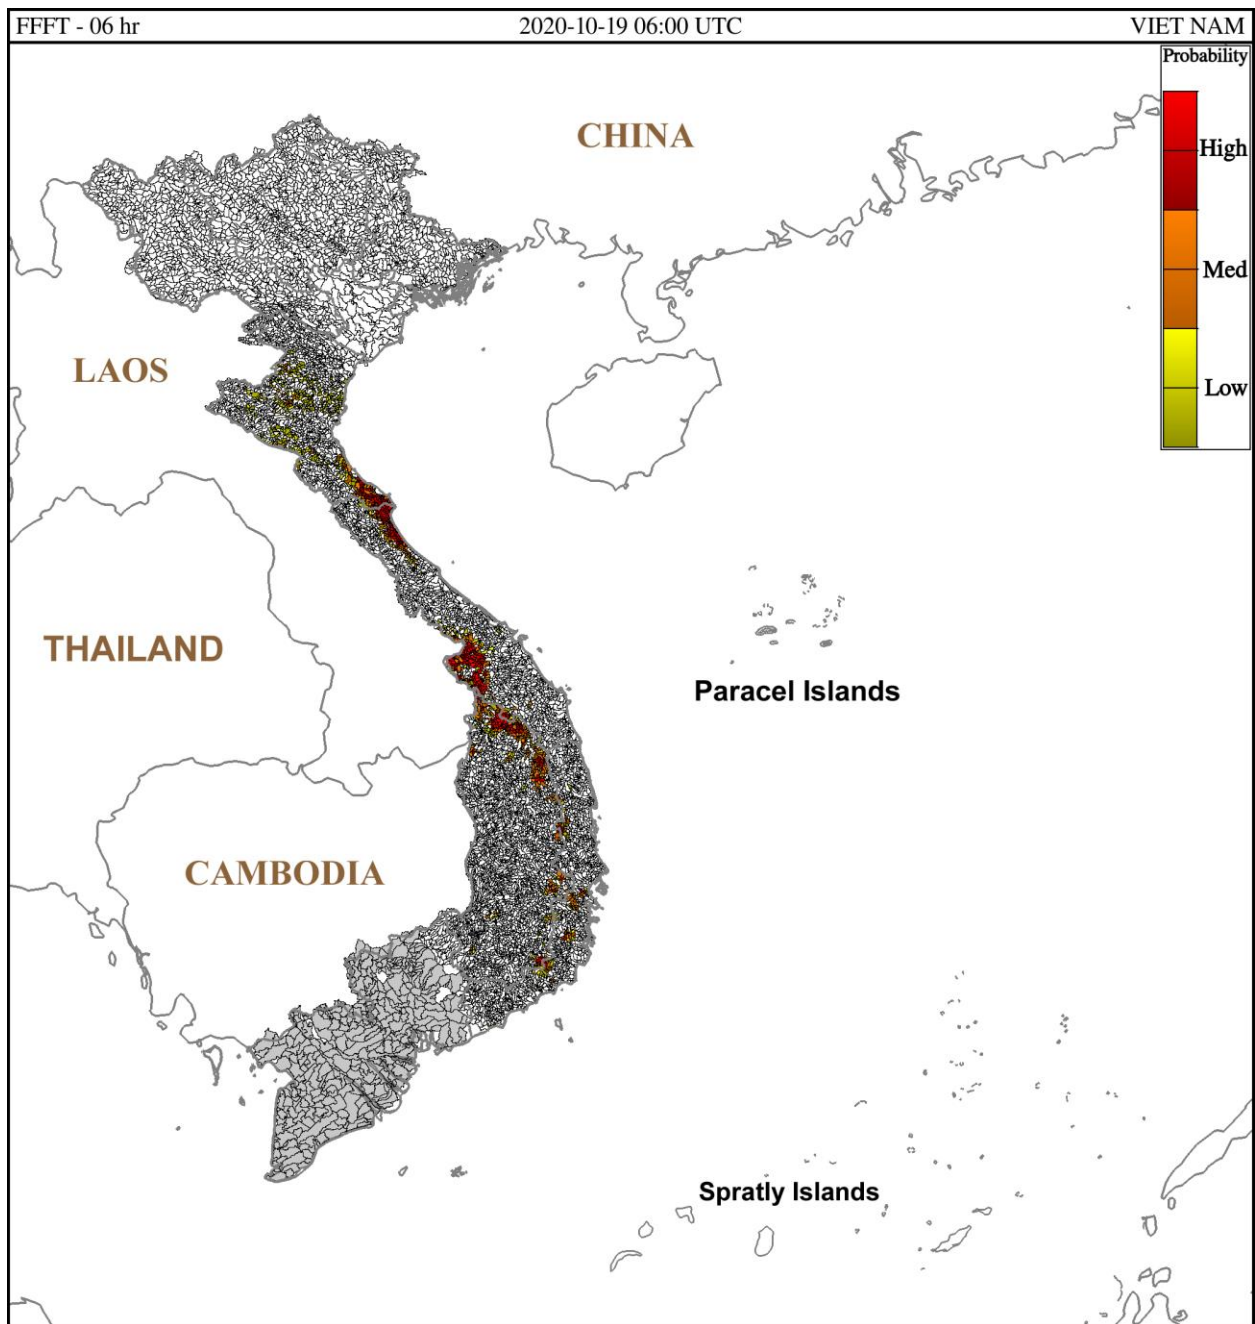 FFFT - 06 hr 2020-10-19 06:00 UTC VIET NAM
Probability
CHINA
High
Med
LAOS
Low
THAILAND
Paracel Islands
CAMBODIA
Spratly Islands